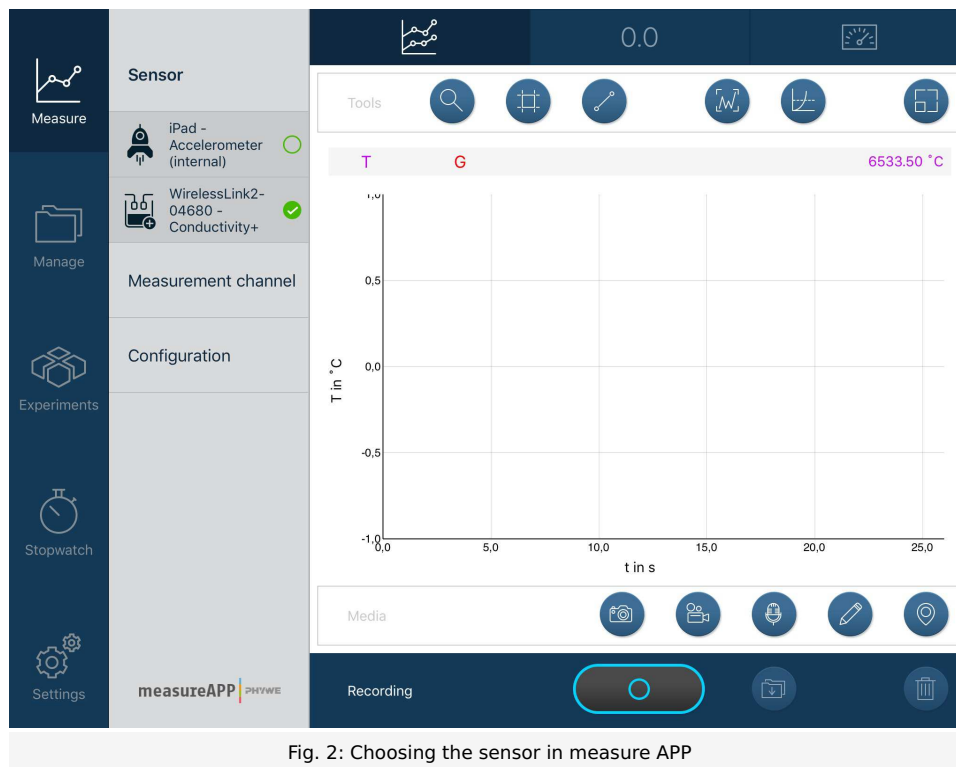 0.0
Measure
Sensor
iPad -
Accelerometer
(internal)
WirelessLink2-
04680 -
Conductivity+
Measurement channel
Configuration
Manage
Experiments
Stopwatch
Settings
measureAPP PHYWE
Tools
T G 6533.50 °C
1,0
0,5
0,0
-0,5
-1,0
T in °C
0,0 5,0 10,0 15,0 20,0 25,0
t in s
Media
Recording
Fig. 2: Choosing the sensor in measure APP